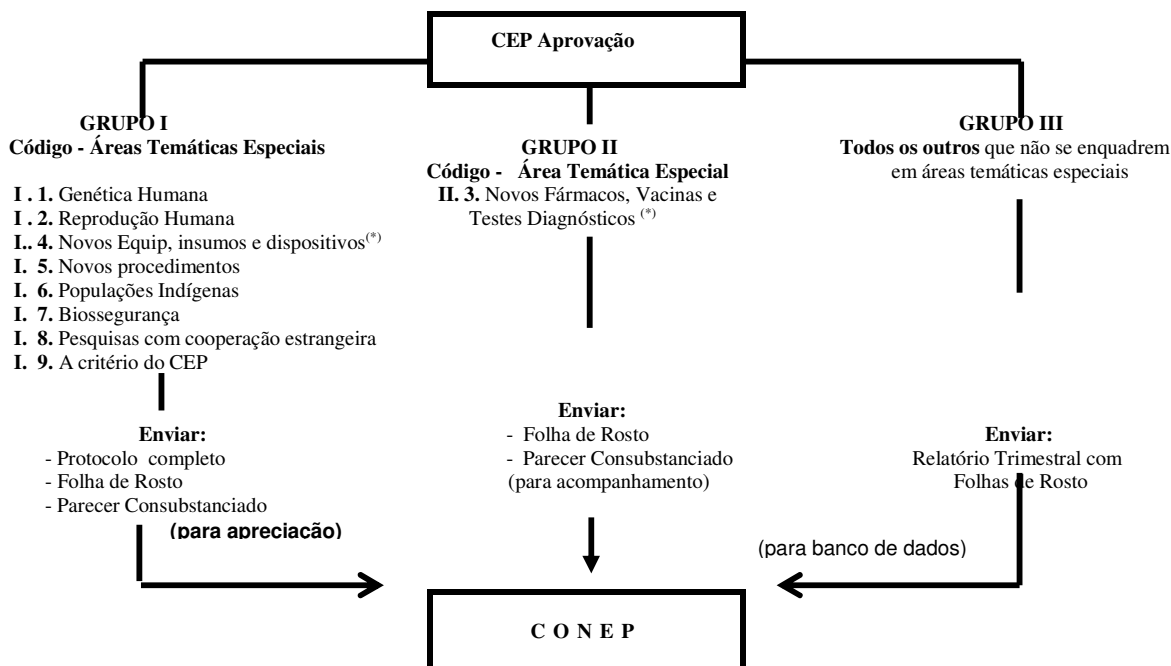 CEP Aprovação
GRUPO I
Código - Áreas Temáticas Especiais
I . 1. Genética Humana
I . 2. Reprodução Humana
I.. 4. Novos Equip, insumos e dispositivos(*)
I. 5. Novos procedimentos
I. 6. Populações Indígenas
I. 7. Biossegurança
I. 8. Pesquisas com cooperação estrangeira
I. 9. A critério do CEP
Enviar:
- Protocolo completo
- Folha de Rosto
- Parecer Consubstanciado
(para apreciação)
GRUPO II
Código - Área Temática Especial
II. 3. Novos Fármacos, Vacinas e
Testes Diagnósticos (*)
Enviar:
- Folha de Rosto
- Parecer Consubstanciado
(para acompanhamento)
GRUPO III
Todos os outros que não se enquadrem
em áreas temáticas especiais
Enviar:
Relatório Trimestral com
Folhas de Rosto
(para banco de dados)
C O N E P